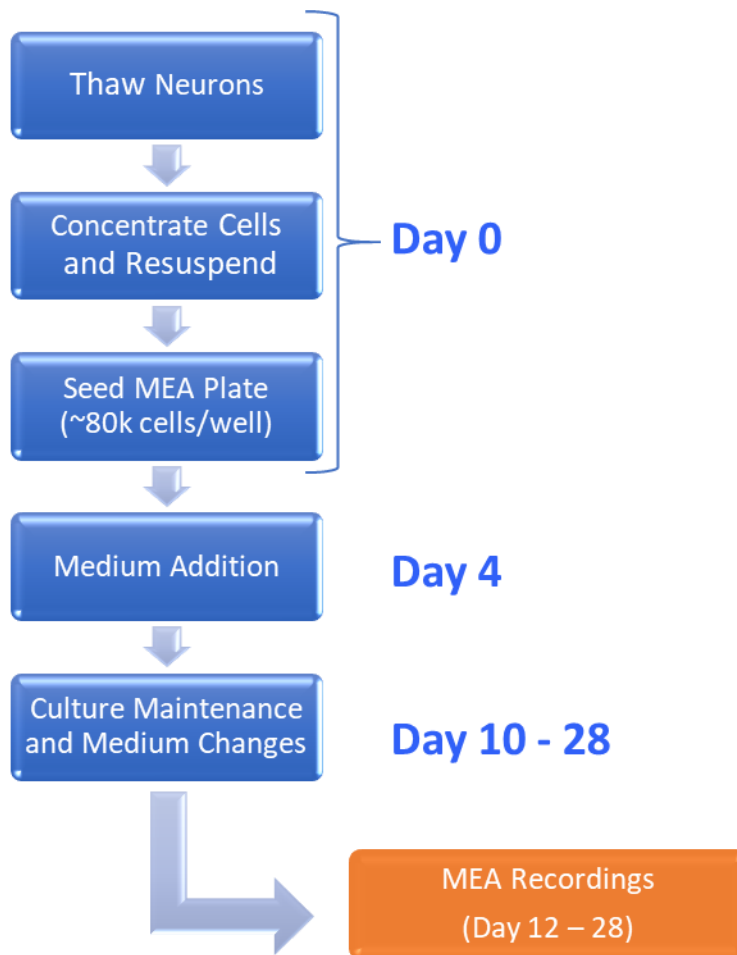 Thaw Neurons
Concentrate Cells
and Resuspend
Day 0
Seed MEA Plate
(~80k cells/well)
Medium Addition
Day 4
Culture Maintenance
and Medium Changes
Day 10 - 28
MEA Recordings
(Day 12 – 28)